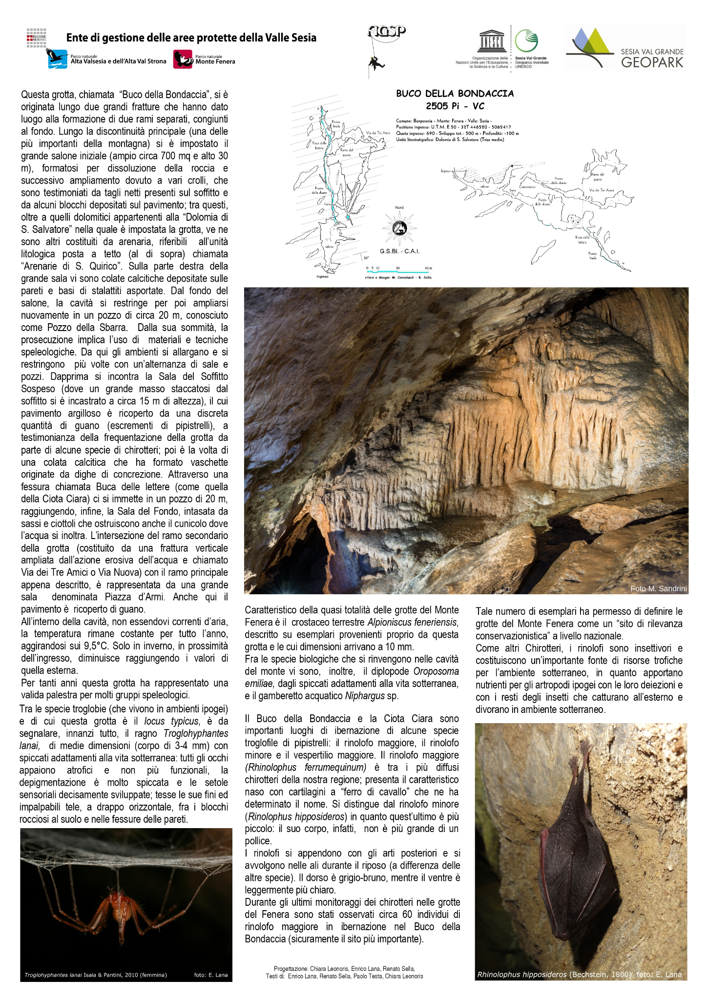 REGIONE
PIEMONTE
Ente di gestione delle aree protette della Valle Sesia
Parco naturale
Alta Valsesia e dell'Alta Val Strona
Parco naturale
Monte Fenera
AGSP
UNESCO
Organizzazione delle
Nazioni Unite per l'Educazione,
la Scienza e la Cultura
Sesia Val Grande
Geoparco mondiale
UNESCO
SESIA VAL GRANDE
GEOPARK
Questa grotta, chiamata “Buco della Bondaccia”, si è
originata lungo due grandi fratture che hanno dato
luogo alla formazione di due rami separati, congiunti
al fondo. Lungo la discontinuità principale (una delle
più importanti della montagna) si è impostato il
grande salone iniziale (ampio circa 700 mq e alto 30
m), formatosi per dissoluzione della roccia e
successivo ampliamento dovuto a vari crolli, che
sono testimoniati da tagli netti presenti sul soffitto e
da alcuni blocchi depositati sul pavimento; tra questi,
oltre a quelli dolomitici appartenenti alla “Dolomia di
S. Salvatore” nella quale è impostata la grotta, ve ne
sono altri costituiti da arenaria, riferibili all’unità
litologica posta a tetto (al di sopra) chiamata
“Arenarie di S. Quirico”. Sulla parte destra della
grande sala vi sono colate calcitiche depositate sulle
pareti e basi di stalattiti asportate. Dal fondo del
salone, la cavità si restringe per poi ampliarsi
nuovamente in un pozzo di circa 20 m, conosciuto
come Pozzo della Sbarra. Dalla sua sommità, la
prosecuzione implica l’uso di materiali e tecniche
speleologiche. Da qui gli ambienti si allargano e si
restringono più volte con un’alternanza di sale e
pozzi. Dapprima si incontra la Sala del Soffitto
Sospeso (dove un grande masso staccatosi dal
soffitto si è incastrato a circa 15 m di altezza), il cui
pavimento argilloso è ricoperto da una discreta
quantità di guano (escrementi di pipistrelli), a
testimonianza della frequentazione della grotta da
parte di alcune specie di chirotteri; poi è la volta di
una colata calcitica che ha formato vaschette
originate da dighe di concrezione. Attraverso una
fessura chiamata Buca delle lettere (come quella
della Ciota Ciara) ci si immette in un pozzo di 20 m,
raggiungendo, infine, la Sala del Fondo, intasata da
sassi e ciottoli che ostruiscono anche il cunicolo dove
l’acqua si inoltra. L’intersezione del ramo secondario
della grotta (costituito da una frattura verticale
ampliata dall’azione erosiva dell’acqua e chiamato
Via dei Tre Amici o Via Nuova) con il ramo principale
appena descritto, è rappresentata da una grande
sala denominata Piazza d’Armi. Anche qui il
pavimento è ricoperto di guano.
All’interno della cavità, non essendovi correnti d’aria,
la temperatura rimane costante per tutto l’anno,
aggirandosi sui 9,5°C. Solo in inverno, in prossimità
dell’ingresso, diminuisce raggiungendo i valori di
quella esterna.
Per tanti anni questa grotta ha rappresentato una
valida palestra per molti gruppi speleologici.
Tra le specie troglobie (che vivono in ambienti ipogei)
e di cui questa grotta è il locus typicus, è da
segnalare, innanzi tutto, il ragno Troglohyphantes
lanai, di medie dimensioni (corpo di 3-4 mm) con
spiccati adattamenti alla vita sotterranea: tutti gli occhi
appaiono atrofici e non più funzionali, la
depigmentazione è molto spiccata e le setole
sensoriali decisamente sviluppate; tesse le sue fini ed
impalpabili tele, a drappo orizzontale, fra i blocchi
rocciosi al suolo e nelle fessure delle pareti.
Troglohyphantes lanai Isaia & Pantini, 2010 (femmina) foto: E. Lana
BUCO DELLA BONDACCIA
2505 Pi - VC
Comune: Borgosesia - Monte: Fenera - Valle: Sesia -
Posizione ingresso: U.T.M. E 50 - 32T 446520 - 5062417
Quota ingresso: 690 - Sviluppo tot.: 500 m - Profondità: -100 m
Unità litostratigrafica: Dolomia di S. Salvatore (Trias medio)
Pozzo
finale
Via dei Tre Amici
Buca delle
lettere
Ramo del
guano
Pozzo
della sbarra
forra
salone
Ingressi
30°
Nord
G.S.Bi. - C.A.I.
0 5 10 30 60 m
rilievi e disegni: M. Consolandi - R. Sella
Ingressi
salone
forra
Concrezioni
Pozzo
della sbarra
Pozzo
della sbarra
Ramo del
guano
Via dei Tre Amici
Buca delle
lettere
Pozzo
finale
Foto M. Sandrini
Caratteristico della quasi totalità delle grotte del Monte
Fenera è il crostaceo terrestre Alpioniscus feneriensis,
descritto su esemplari provenienti proprio da questa
grotta e le cui dimensioni arrivano a 10 mm.
Fra le specie biologiche che si rinvengono nelle cavità
del monte vi sono, inoltre, il diplopode Oroposoma
emiliae, dagli spiccati adattamenti alla vita sotterranea,
e il gamberetto acquatico Niphargus sp.
Il Buco della Bondaccia e la Ciota Ciara sono
importanti luoghi di ibernazione di alcune specie
troglofile di pipistrelli: il rinolofo maggiore, il rinolofo
minore e il vespertilio maggiore. Il rinolofo maggiore
(Rhinolophus ferrumequinum) è tra i più diffusi
chirotteri della nostra regione; presenta il caratteristico
naso con cartilagini a “ferro di cavallo” che ne ha
determinato il nome. Si distingue dal rinolofo minore
(Rinolophus hipposideros) in quanto quest’ultimo è più
piccolo: il suo corpo, infatti, non è più grande di un
pollice.
I rinolofi si appendono con gli arti posteriori e si
avvolgono nelle ali durante il riposo (a differenza delle
altre specie). Il dorso è grigio-bruno, mentre il ventre è
leggermente più chiaro.
Durante gli ultimi monitoraggi dei chirotteri nelle grotte
del Fenera sono stati osservati circa 60 individui di
rinolofo maggiore in ibernazione nel Buco della
Bondaccia (sicuramente il sito più importante).
Progettazione: Chiara Leonoris, Enrico Lana, Renato Sella,
Testi di: Enrico Lana, Renato Sella, Paolo Testa, Chiara Leonoris
Tale numero di esemplari ha permesso di definire le
grotte del Monte Fenera come un “sito di rilevanza
conservazionistica” a livello nazionale.
Come altri Chirotteri, i rinolofi sono insettivori e
costituiscono un’importante fonte di risorse trofiche
per l’ambiente sotterraneo, in quanto apportano
nutrienti per gli artropodi ipogei con le loro deiezioni e
con i resti degli insetti che catturano all’esterno e
divorano in ambiente sotterraneo.
Rhinolophus hipposideros (Bechstein, 1800) foto: E. Lana